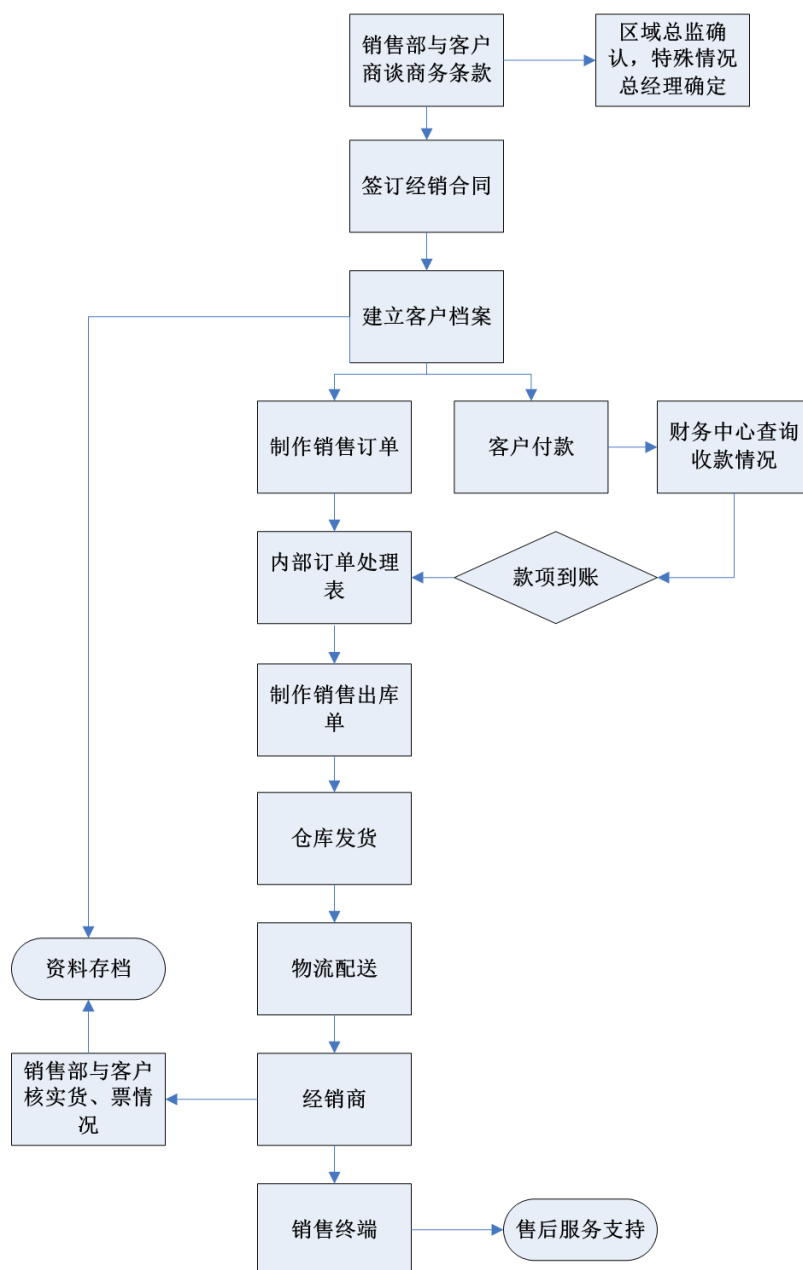 销售部与客户
商谈商务条款
区域总监确
认，特殊情况
总经理确定
签订经销合同
建立客户档案
制作销售订单
客户付款
财务中心查询
收款情况
内部订单处理
表
款项到账
制作销售出库
单
仓库发货
物流配送
资料存档
销售部与客户
核实货、票情
况
经销商
销售终端
售后服务支持